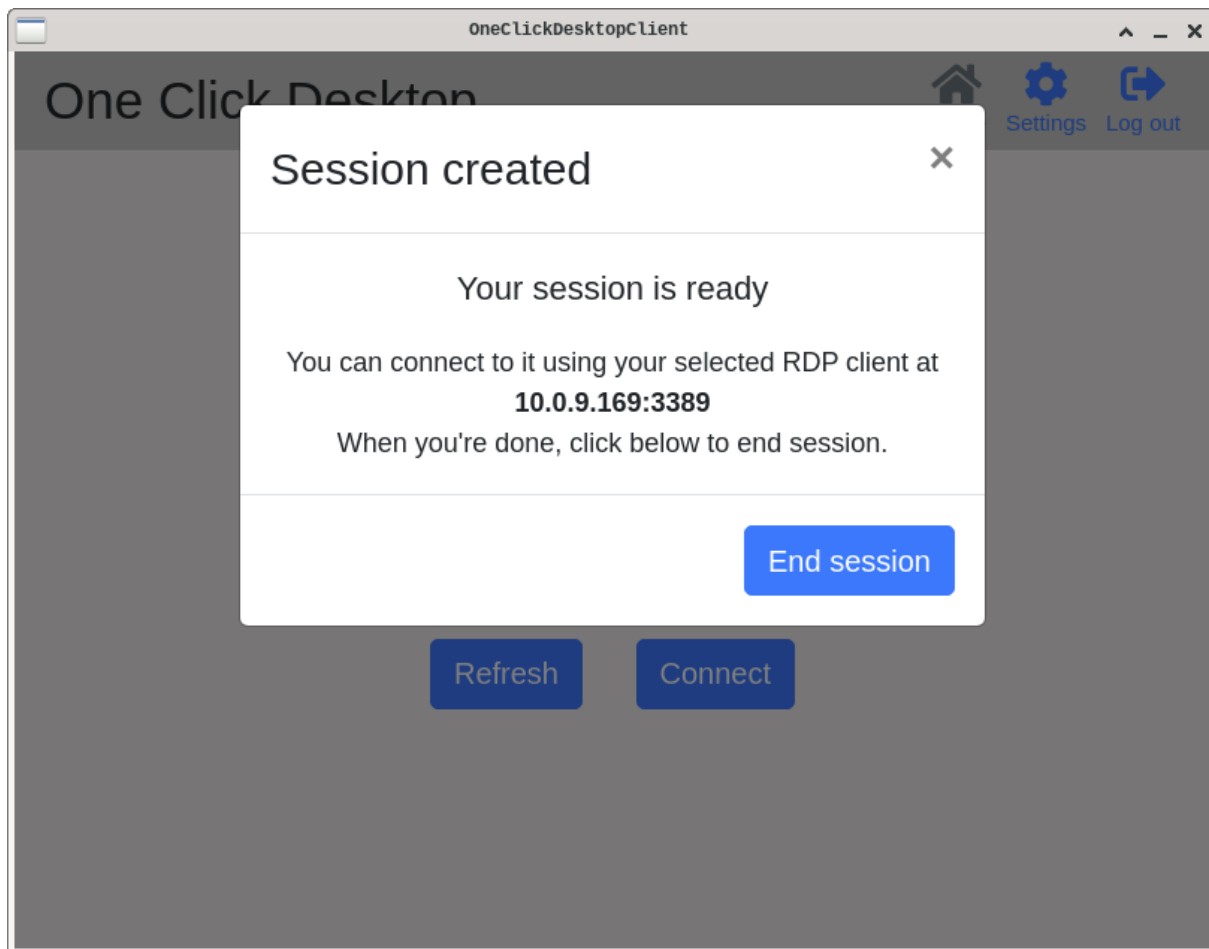 OneClickDesktopClient
One Click Desktop
Settings
Log out
Session created
Your session is ready
You can connect to it using your selected RDP client at
10.0.9.169:3389
When you're done, click below to end session.
End session
Refresh
Connect